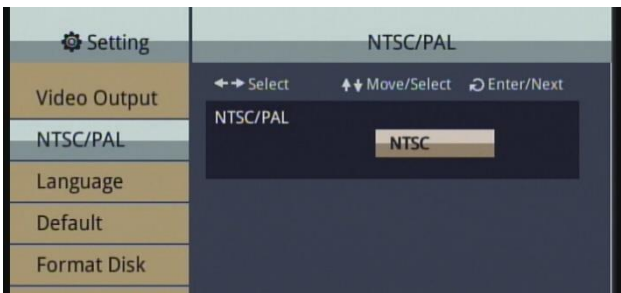 Setting
NTSC/PAL
Select Move/Select Enter/Next
Video Output
NTSC/PAL
Language
Default
Format Disk
NTSC/PAL
NTSC